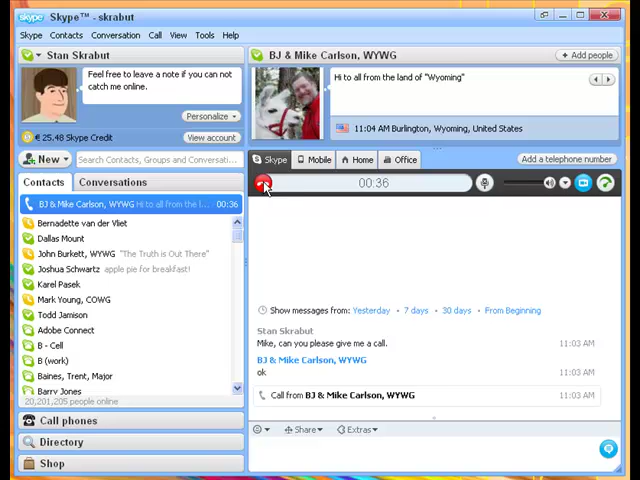 Skype™ - skrabut
Skype Contacts Conversation Call View Tools Help
Stan Skrabut
Feel free to leave a note if you can not
catch me online.
Personalize
€ 25.48 Skype Credit
View account
New
Search Contacts, Groups and Conversati...
Contacts
Conversations
BJ & Mike Carlson, WYWG Hi to all from the l... 00:36
Bernadette van der Vliet
Dallas Mount
John Burkett, WYWG "The Truth is Out There"
Joshua Schwartz apple pie for breakfast!
Karel Pasek
Mark Young, COWG
Todd Jamison
Adobe Connect
B - Cell
B (work)
Baines, Trent, Major
Barry Jones
20,201,205 people online
Call phones
Directory
Shop
BJ & Mike Carlson, WYWG
Add people
Hi to all from the land of "Wyoming"
11:04 AM Burlington, Wyoming, United States
Skype Mobile Home Office
Add a telephone number
00:36
Show messages from: Yesterday • 7 days • 30 days • From Beginning
Stan Skrabut
Mike, can you please give me a call. 11:03 AM
BJ & Mike Carlson, WYWG
ok 11:03 AM
Call from BJ & Mike Carlson, WYWG 11:03 AM
Share Extras